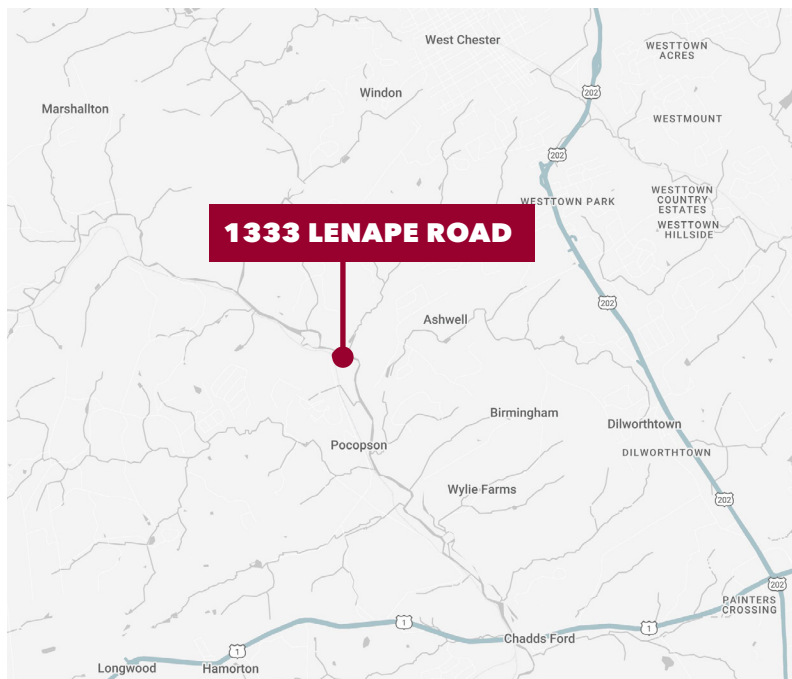 West Chester
WESTTOWN
ACRES
Windon
202
Marshallton
WESTMOUNT
202
WESTTOWN
COUNTRY
ESTATES
WESTTOWN PARK
WESTTOWN
HILLSIDE
1333 LENAPE ROAD
202
Ashwell
Birmingham
Dilworthtown
Pocopson
DILWORTHTOWN
Wylie Farms
202
202
PAINTERS
CROSSING
1
1
Chadds Ford
1
Longwood
Hamorton